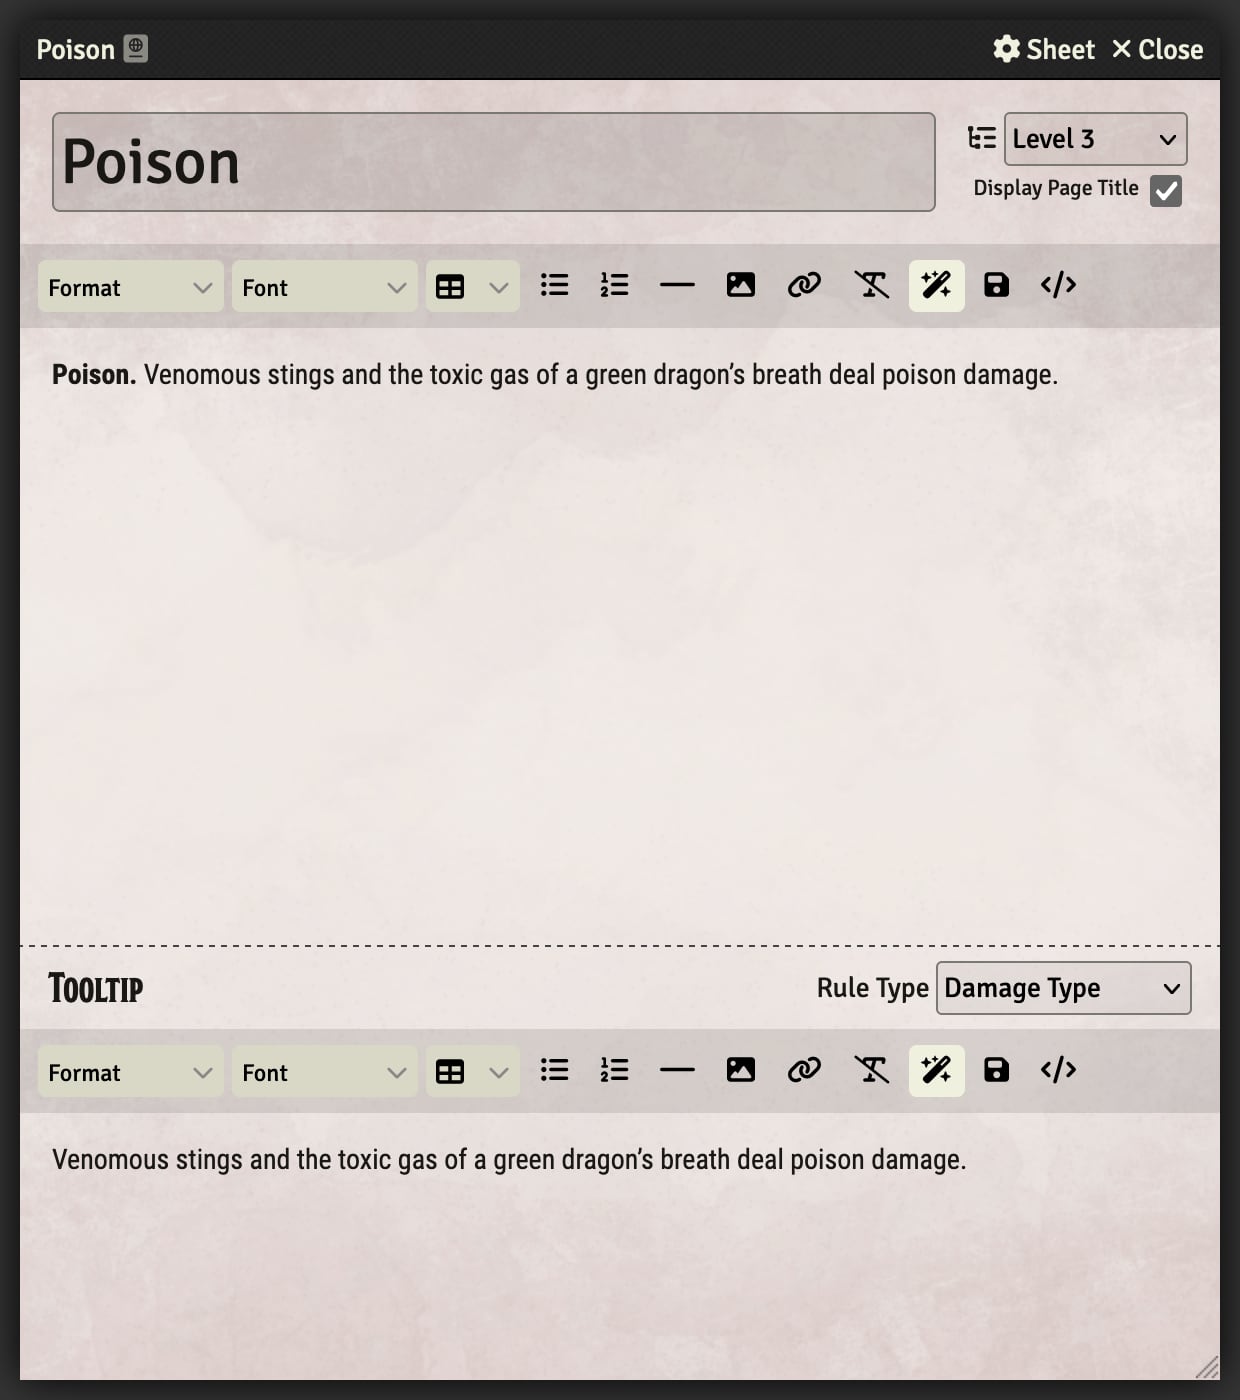 Poison
Sheet Close
Poison
Level 3
Display Page Title
Format Font
Poison. Venomous stings and the toxic gas of a green dragon’s breath deal poison damage.
Tooltip
Rule Type Damage Type
Format Font
Venomous stings and the toxic gas of a green dragon’s breath deal poison damage.